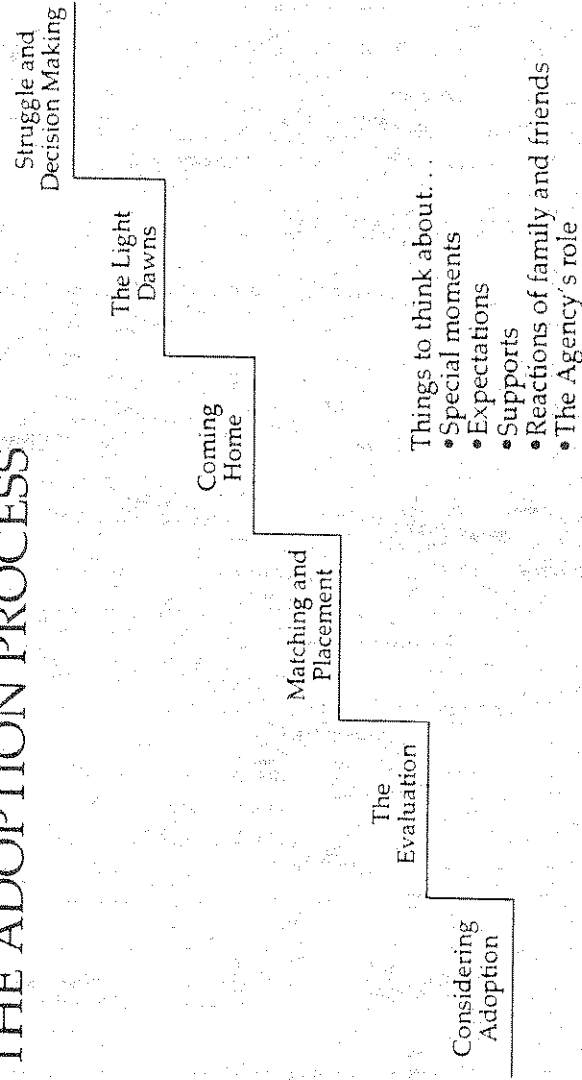 THE ADOPTION PROCESS
Considering
Adoption
The
Evaluation
Matching and
Placement
Coming
Home
The Light
Dawns
Struggle and
Decision Making
Things to think about...
•Special moments
•Expectations
•Supports
•Reactions of family and friends
•The Agency's role